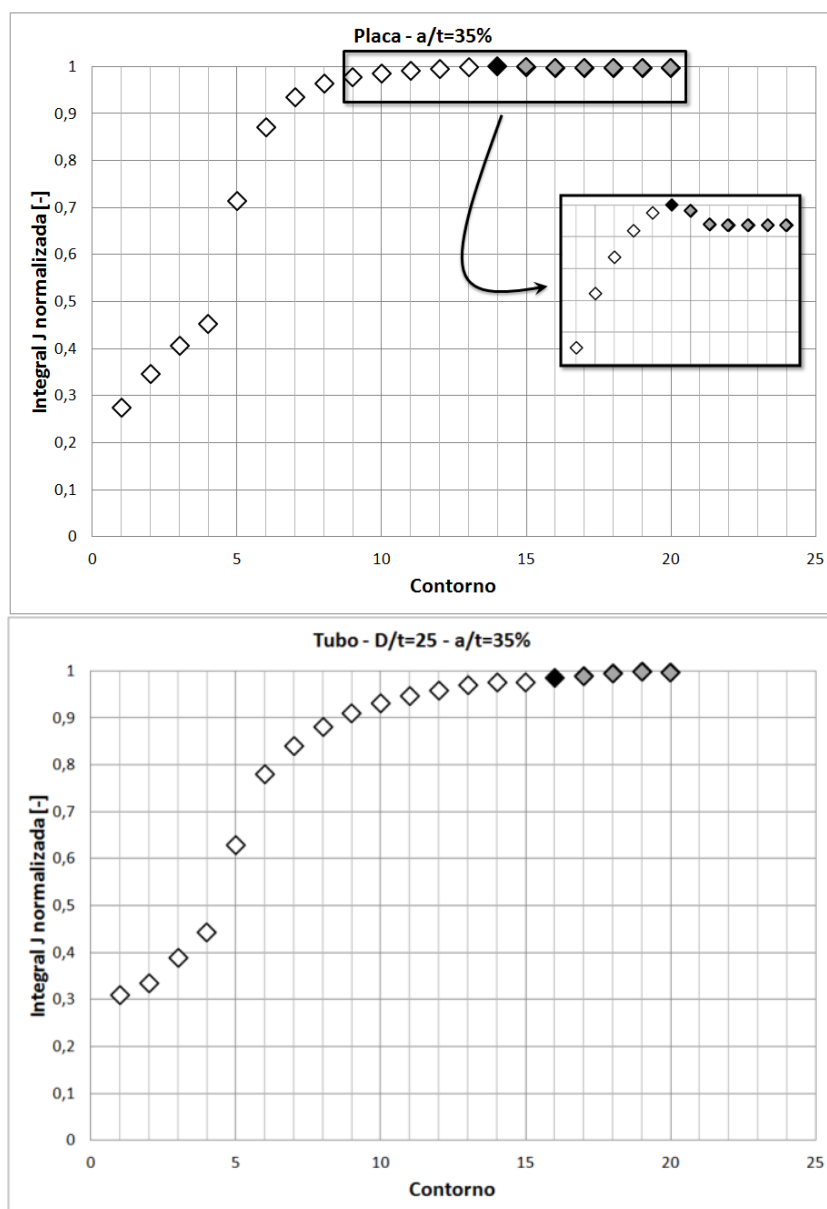 Placa - a/t=35%
Integral J normalizada [-]
1
0,9
0,8
0,7
0,6
0,5
0,4
0,3
0,2
0,1
0
0 5 10 15 20 25
Contorno
Tubo - D/t=25 - a/t=35%
Integral J normalizada [-]
1
0,9
0,8
0,7
0,6
0,5
0,4
0,3
0,2
0,1
0
0 5 10 15 20 25
Contorno